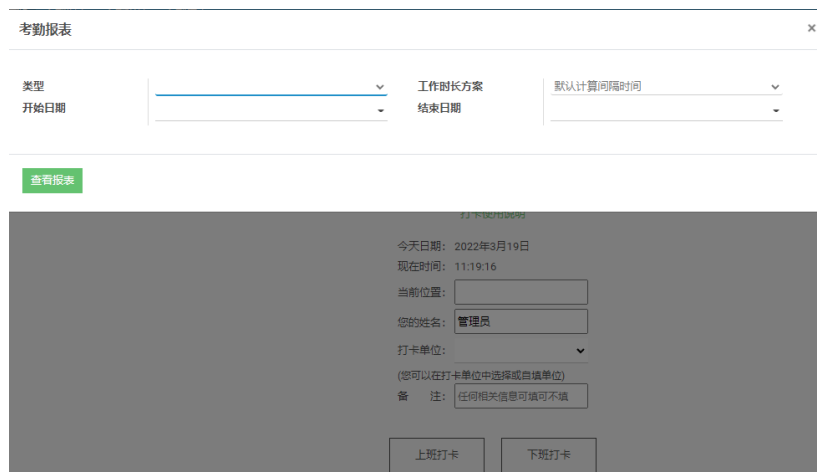 考勤报表 ×
类型 工作时长方案 默认计算间隔时间
开始日期 结束日期
查看报表
打卡使用说明
今天日期： 2022年3月19日
现在时间： 11:19:16
当前位置：
您的姓名： 管理员
打卡单位：
(您可以在打卡单位中选择或自填单位)
备 注： 任何相关信息可填可不填
上班打卡 下班打卡